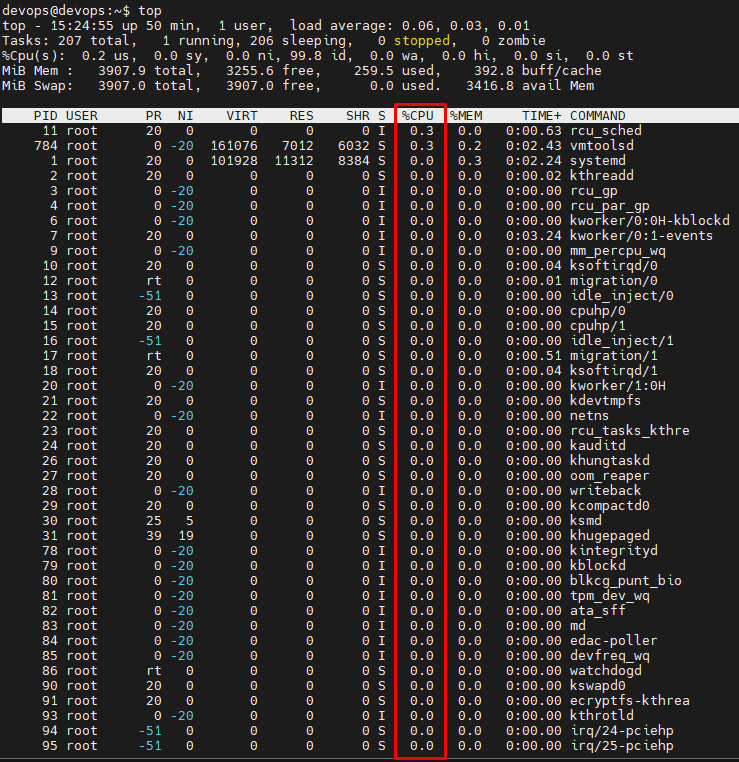 devops@devops:~$ top
top - 15:24:55 up 50 min,  1 user,  load average: 0.06, 0.03, 0.01
Tasks: 207 total,   1 running, 206 sleeping,   0 stopped,   0 zombie
%Cpu(s):  0.2 us,  0.0 sy,  0.0 ni, 99.8 id,  0.0 wa,  0.0 hi,  0.0 si,  0.0 st
MiB Mem :   3907.9 total,   3255.6 free,    259.5 used,    392.8 buff/cache
MiB Swap:   3907.0 total,   3907.0 free,      0.0 used.   3416.8 avail Mem
PID USER PR NI VIRT RES SHR S %CPU %MEM TIME+ COMMAND
11 root 20 0 0 0 0 I 0.3 0.0 0:00.63 rcu_sched
784 root 0 -20 161076 7012 6032 S 0.3 0.2 0:02.43 vmtoolsd
1 root 20 0 101928 11312 8384 S 0.0 0.3 0:02.24 systemd
2 root 20 0 0 0 0 S 0.0 0.0 0:00.02 kthreadd
3 root 0 -20 0 0 0 I 0.0 0.0 0:00.00 rcu_gp
4 root 0 -20 0 0 0 I 0.0 0.0 0:00.00 rcu_par_gp
6 root 0 -20 0 0 0 I 0.0 0.0 0:00.00 kworker/0:0H-kblockd
7 root 20 0 0 0 0 I 0.0 0.0 0:03.24 kworker/0:1-events
9 root 0 -20 0 0 0 I 0.0 0.0 0:00.00 mm_percpu_wq
10 root 20 0 0 0 0 S 0.0 0.0 0:00.04 ksoftirqd/0
12 root rt 0 0 0 0 S 0.0 0.0 0:00.01 migration/0
13 root -51 0 0 0 0 S 0.0 0.0 0:00.00 idle_inject/0
14 root 20 0 0 0 0 S 0.0 0.0 0:00.00 cpuhp/0
15 root 20 0 0 0 0 S 0.0 0.0 0:00.00 cpuhp/1
16 root -51 0 0 0 0 S 0.0 0.0 0:00.00 idle_inject/1
17 root rt 0 0 0 0 S 0.0 0.0 0:00.51 migration/1
18 root 20 0 0 0 0 S 0.0 0.0 0:00.04 ksoftirqd/1
20 root 0 -20 0 0 0 I 0.0 0.0 0:00.00 kworker/1:0H
21 root 20 0 0 0 0 S 0.0 0.0 0:00.00 kdevtmpfs
22 root 0 -20 0 0 0 I 0.0 0.0 0:00.00 netns
23 root 20 0 0 0 0 S 0.0 0.0 0:00.00 rcu_tasks_kthre
24 root 20 0 0 0 0 S 0.0 0.0 0:00.00 kauditd
26 root 20 0 0 0 0 S 0.0 0.0 0:00.00 khungtaskd
27 root 20 0 0 0 0 S 0.0 0.0 0:00.00 oom_reaper
28 root 0 -20 0 0 0 I 0.0 0.0 0:00.00 writeback
29 root 20 0 0 0 0 S 0.0 0.0 0:00.00 kcompactd0
30 root 25 5 0 0 0 S 0.0 0.0 0:00.00 ksmd
31 root 39 19 0 0 0 S 0.0 0.0 0:00.00 khugepaged
78 root 0 -20 0 0 0 I 0.0 0.0 0:00.00 kintegrityd
79 root 0 -20 0 0 0 I 0.0 0.0 0:00.00 kblockd
80 root 0 -20 0 0 0 I 0.0 0.0 0:00.00 blkcg_punt_bio
81 root 0 -20 0 0 0 I 0.0 0.0 0:00.00 tpm_dev_wq
82 root 0 -20 0 0 0 I 0.0 0.0 0:00.00 ata_sff
83 root 0 -20 0 0 0 I 0.0 0.0 0:00.00 md
84 root 0 -20 0 0 0 I 0.0 0.0 0:00.00 edac-poller
85 root 0 -20 0 0 0 I 0.0 0.0 0:00.00 devfreq_wq
86 root rt 0 0 0 0 S 0.0 0.0 0:00.00 watchdogd
90 root 20 0 0 0 0 S 0.0 0.0 0:00.00 kswapd0
91 root 20 0 0 0 0 S 0.0 0.0 0:00.00 ecryptfs-kthrea
93 root 0 -20 0 0 0 I 0.0 0.0 0:00.00 kthrotld
94 root -51 0 0 0 0 S 0.0 0.0 0:00.00 irq/24-pciehp
95 root -51 0 0 0 0 S 0.0 0.0 0:00.00 irq/25-pciehp